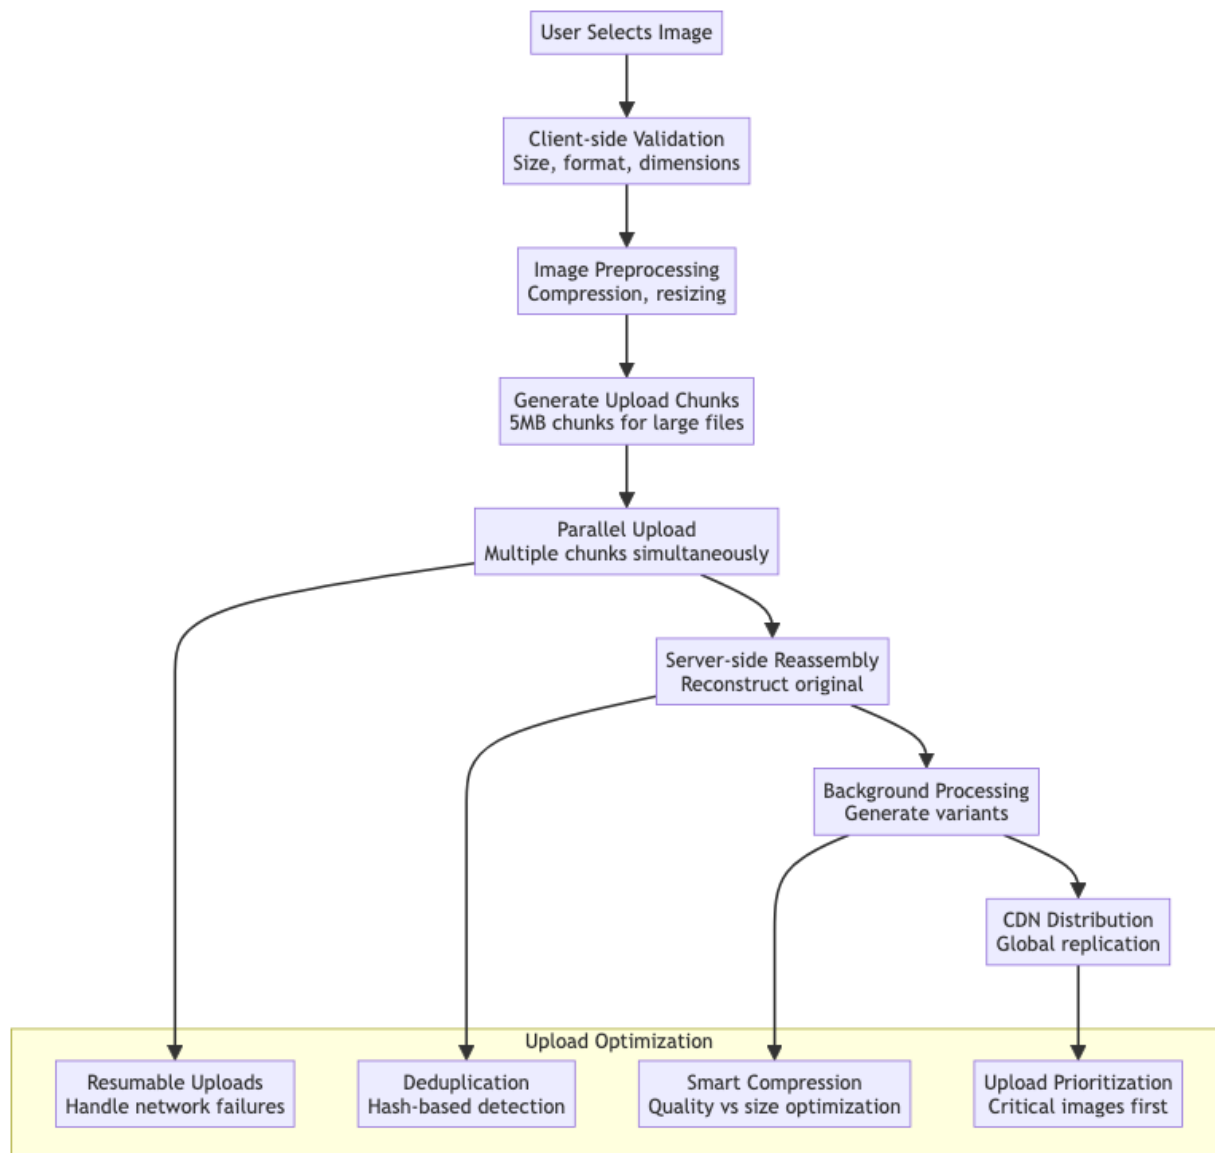 User Selects Image
Client-side Validation
Size, format, dimensions
Image Preprocessing
Compression, resizing
Generate Upload Chunks
5MB chunks for large files
Parallel Upload
Multiple chunks simultaneously
Server-side Reassembly
Reconstruct original
Background Processing
Generate variants
CDN Distribution
Global replication
Upload Optimization
Resumable Uploads
Handle network failures
Deduplication
Hash-based detection
Smart Compression
Quality vs size optimization
Upload Prioritization
Critical images first